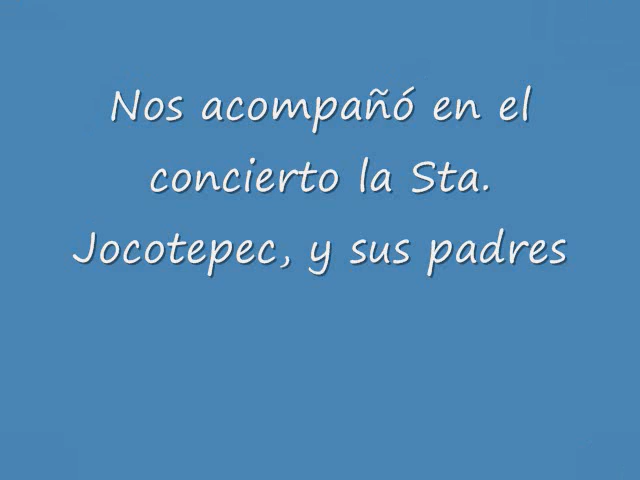 Nos acompañó en el
concierto la Sta.
Jocotepec, y sus padres